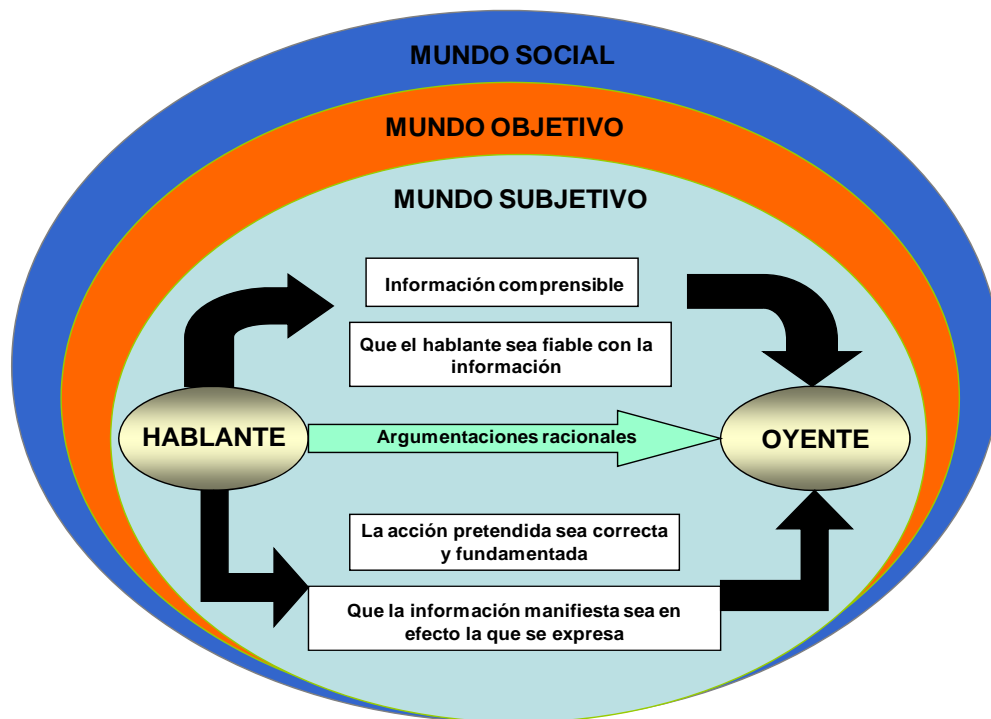 MUNDO SOCIAL
MUNDO OBJETIVO
MUNDO SUBJETIVO
Información comprensible
Que el hablante sea fiable con la
información
HABLANTE
Argumentaciones racionales
OYENTE
La acción pretendida sea correcta
y fundamentada
Que la información manifiesta sea en
efecto la que se expresa